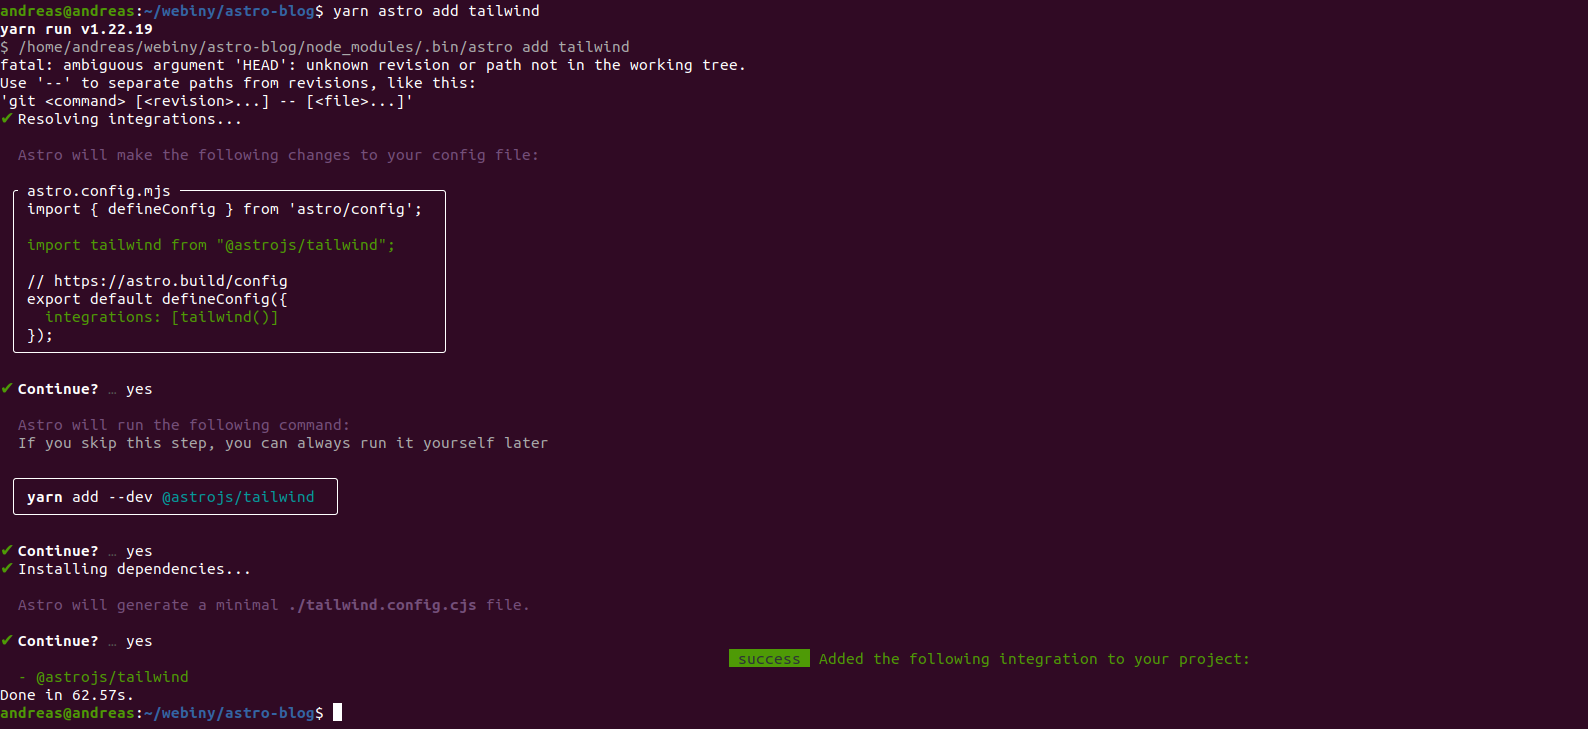 andreas@andreas:~/webiny/astro-blog$ yarn astro add tailwind
yarn run v1.22.19
$ /home/andreas/webiny/astro-blog/node_modules/.bin/astro add tailwind
fatal: ambiguous argument 'HEAD': unknown revision or path not in the working tree.
Use '--' to separate paths from revisions, like this:
'git <command> [<revision>...] -- [<file>...]'
✔ Resolving integrations...
Astro will make the following changes to your config file:
astro.config.mjs
import { defineConfig } from 'astro/config';
import tailwind from "@astrojs/tailwind";
// https://astro.build/config
export default defineConfig({
integrations: [tailwind()]
});
✔ Continue? … yes
Astro will run the following command:
If you skip this step, you can always run it yourself later
yarn add --dev @astrojs/tailwind
✔ Continue? … yes
✔ Installing dependencies...
Astro will generate a minimal ./tailwind.config.cjs file.
✔ Continue? … yes
success Added the following integration to your project:
- @astrojs/tailwind
Done in 62.57s.
andreas@andreas:~/webiny/astro-blog$